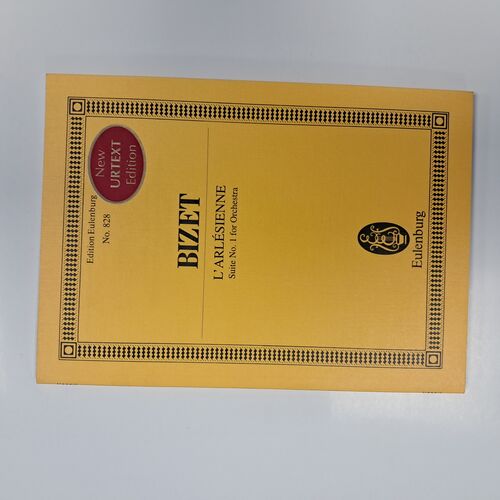 Edition Eulenburg
No. 828
New
URTEXT
Edition
BIZET
L'ARLÉSIENNE
Suite No. 1 for Orchestra
Eulenburg